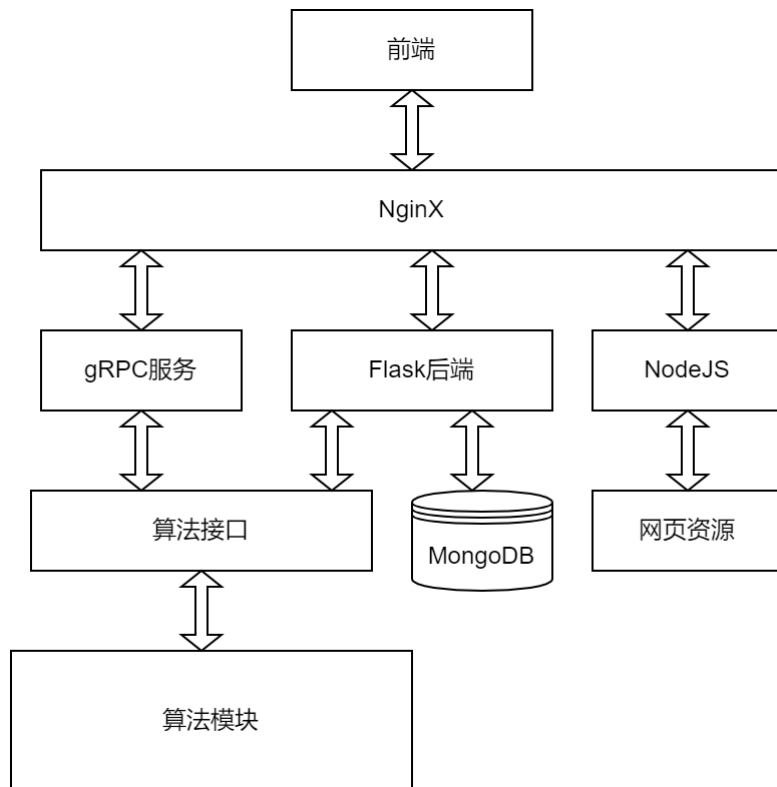 前端
NginX
gRPC服务
Flask后端
NodeJS
算法接口
MongoDB
网页资源
算法模块